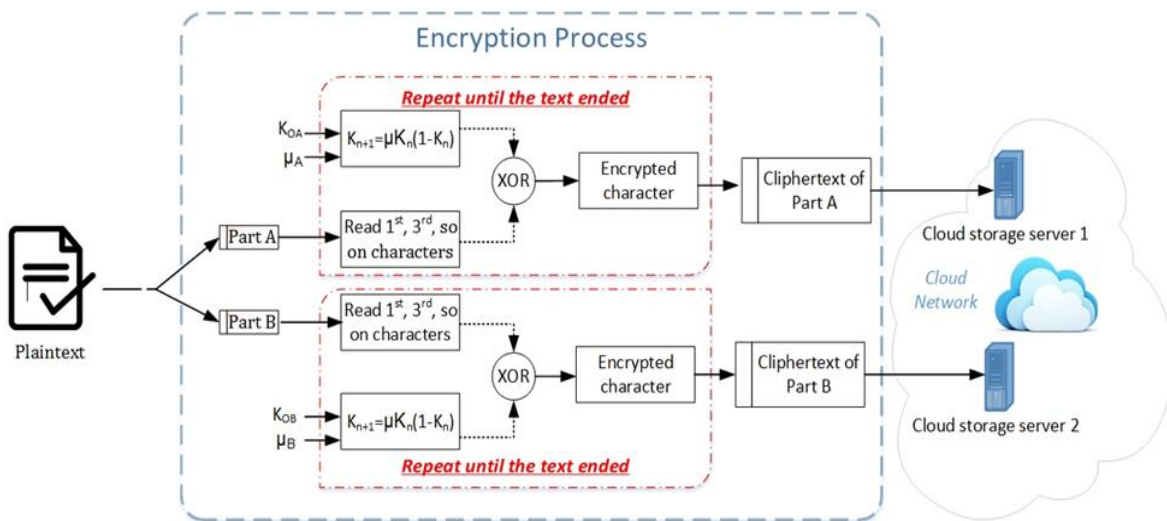 Encryption Process
Repeat until the text ended
K₀A
μA
Kₙ₊₁=μKₙ(1-Kₙ)
XOR
Encrypted
character
Cliphertext of
Part A
Cloud storage server 1
Part A
Read 1ˢᵗ, 3ʳᵈ, so
on characters
Plaintext
Cloud
Network
Part B
Read 1ˢᵗ, 3ʳᵈ, so
on characters
XOR
Encrypted
character
Cliphertext of
Part B
Cloud storage server 2
K₀B
μB
Kₙ₊₁=μKₙ(1-Kₙ)
Repeat until the text ended